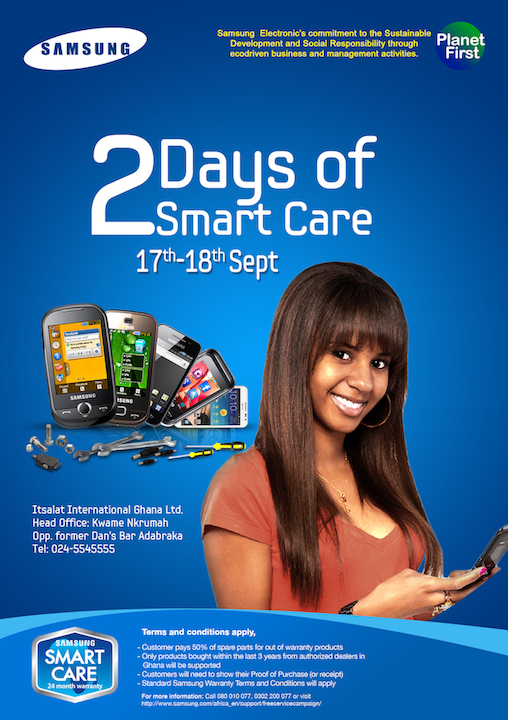 SAMSUNG
Samsung Electronic's commitment to the Sustainable
Development and Social Responsibility through
ecodriven business and management activities.
Planet
First
2 Days of
Smart Care
17th-18th Sept
SAMSUNG
SAMSUNG
Itsalat International Ghana Ltd.
Head Office: Kwame Nkrumah
Opp. former Dan's Bar Adabraka
Tel: 024-5545555
SAMSUNG
SMART
CARE
24 month warranty
Terms and conditions apply,
- Customer pays 50% of spare parts for out of warranty products
- Only products bought within the last 3 years from authorized dealers in
Ghana will be supported
- Customers will need to show their Proof of Purchase (or receipt)
- Standard Samsung Warranty Terms and Conditions will apply
For more information: Call 080 010 077, 0302 200 077 or visit
http://www.samsung.com/africa_en/support/freeservicecampaign/